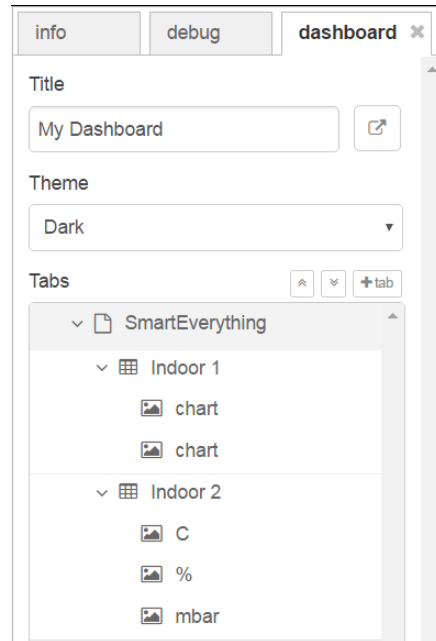 info debug dashboard
Title
My Dashboard
Theme
Dark
Tabs +tab
SmartEverything
Indoor 1
chart
chart
Indoor 2
C
%
mbar